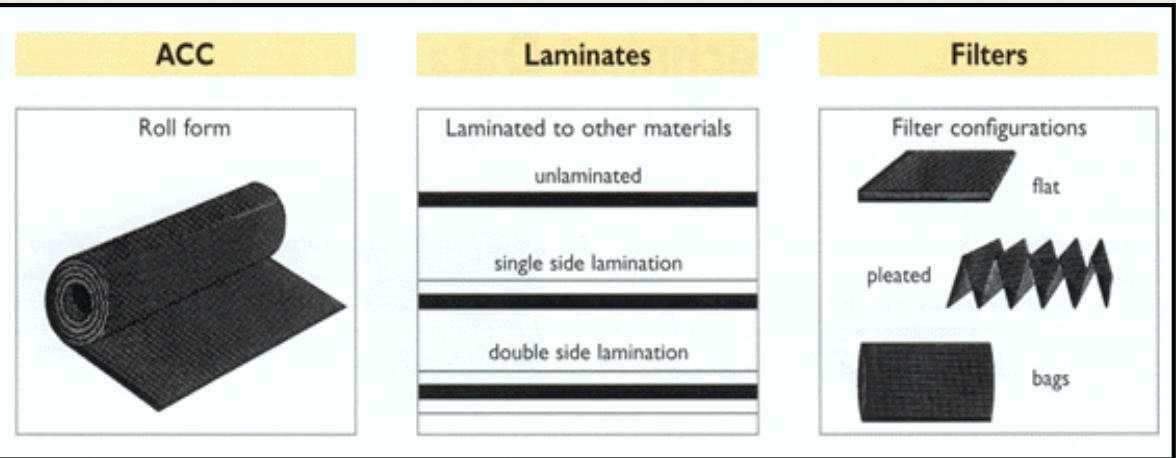 ACC
Roll form
Laminates
Laminated to other materials
unlaminated
single side lamination
double side lamination
Filters
Filter configurations
flat
pleated
bags